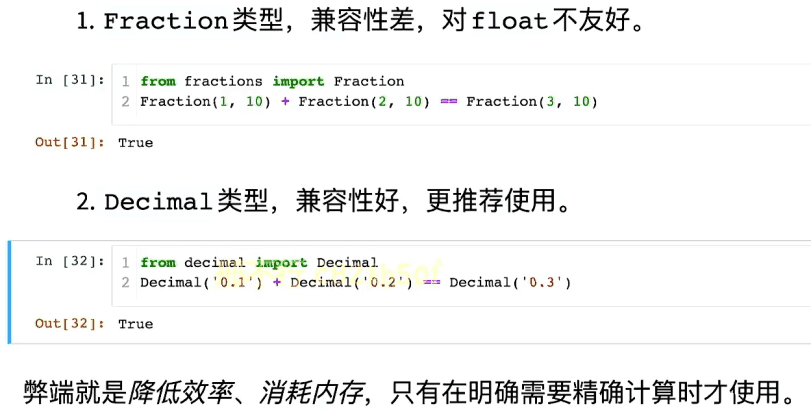 1. Fraction类型，兼容性差，对float不友好。
In [31]: 1 from fractions import Fraction
2 Fraction(1, 10) + Fraction(2, 10) == Fraction(3, 10)
Out[31]: True
2. Decimal类型，兼容性好，更推荐使用。
In [32]: 1 from decimal import Decimal
2 Decimal('0.1') + Decimal('0.2') == Decimal('0.3')
Out[32]: True
弊端就是降低效率、消耗内存，只有在明确需要精确计算时才使用。